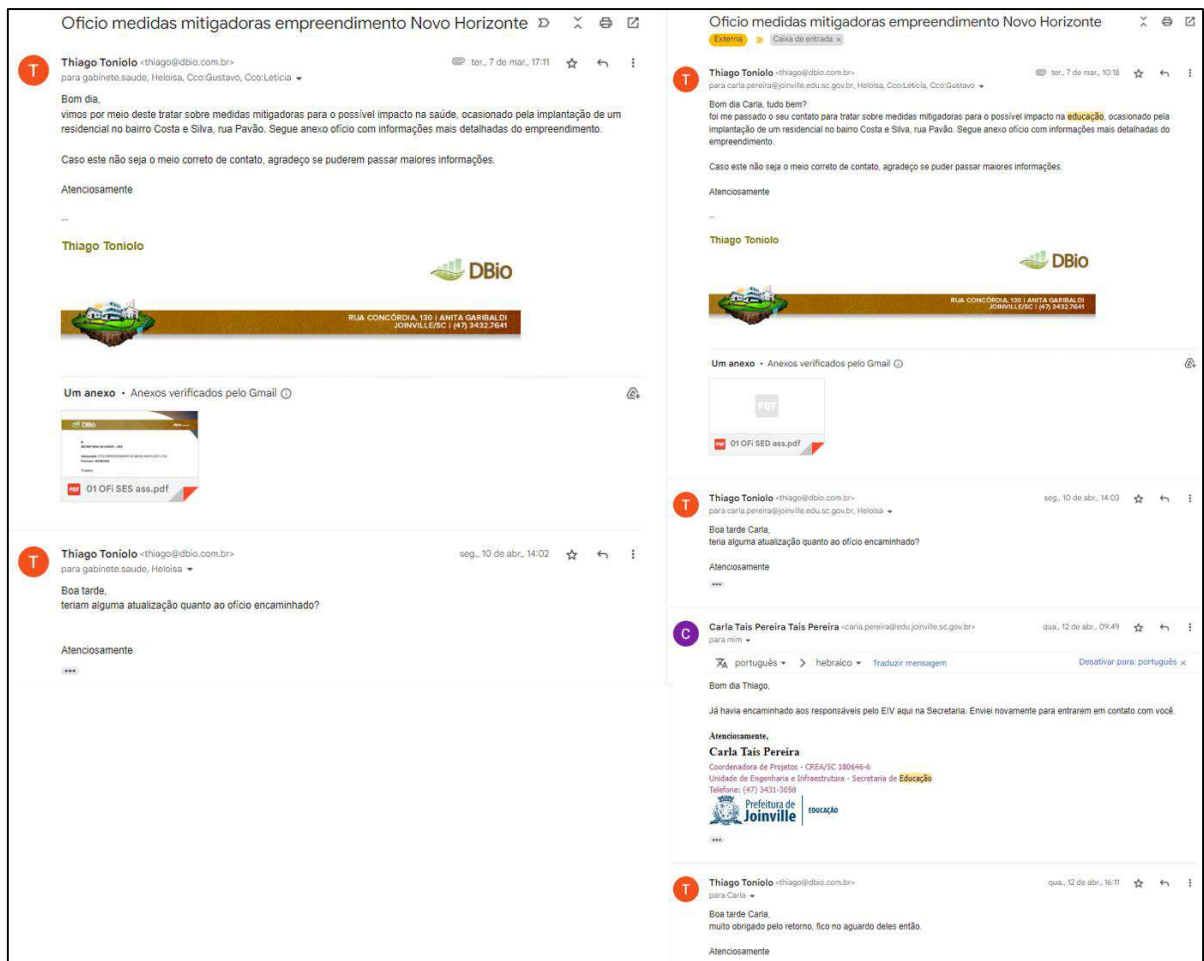 Oficio medidas mitigadoras empreendimento Novo Horizonte
Thiago Toniolo <thiago@dbio.com.br>
ter., 7 de mar., 17:11
para gabinete.saude, Heloisa, Cco:Gustavo, Cco:Leticia
Bom dia,
vimos por meio deste tratar sobre medidas mitigadoras para o possível impacto na saúde, ocasionado pela implantação de um
residencial no bairro Costa e Silva, rua Pavão. Segue anexo ofício com informações mais detalhadas do empreendimento.
Caso este não seja o meio correto de contato, agradeço se puderem passar maiores informações.
Atenciosamente
--
Thiago Toniolo
DBio
RUA CONCÓRDIA, 130 | ANITA GARIBALDI
JOINVILLE/SC | (47) 3432.7641
Um anexo • Anexos verificados pelo Gmail
DBio
PDF 01 OFi SES ass.pdf
Thiago Toniolo <thiago@dbio.com.br>
seg., 10 de abr., 14:02
para gabinete.saude, Heloisa
Boa tarde,
teriam alguma atualização quanto ao ofício encaminhado?
Atenciosamente
Oficio medidas mitigadoras empreendimento Novo Horizonte
Externa
Caixa de entrada x
Thiago Toniolo <thiago@dbio.com.br>
ter., 7 de mar., 10:18
para carla.pereira@joinville.edu.sc.gov.br, Heloisa, Cco:Leticia, Cco:Gustavo
Bom dia Carla, tudo bem?
foi me passado o seu contato para tratar sobre medidas mitigadoras para o possível impacto na educação, ocasionado pela
implantação de um residencial no bairro Costa e Silva, rua Pavão. Segue anexo ofício com informações mais detalhadas do
empreendimento.
Caso este não seja o meio correto de contato, agradeço se puder passar maiores informações.
Atenciosamente
--
Thiago Toniolo
DBio
RUA CONCÓRDIA, 130 | ANITA GARIBALDI
JOINVILLE/SC | (47) 3432.7641
Um anexo • Anexos verificados pelo Gmail
PDF
PDF 01 OFi SED ass.pdf
Thiago Toniolo <thiago@dbio.com.br>
seg., 10 de abr., 14:03
para carla.pereira@joinville.edu.sc.gov.br, Heloisa
Boa tarde Carla,
teria alguma atualização quanto ao ofício encaminhado?
Atenciosamente
Carla Tais Pereira Tais Pereira <carla.pereira@edu.joinville.sc.gov.br>
qua., 12 de abr., 09:49
para mim
português > hebraico Traduzir mensagem
Desativar para: português x
Bom dia Thiago,
Já havia encaminhado aos responsáveis pelo EIV aqui na Secretaria. Enviei novamente para entrarem em contato com você.
Atenciosamente,
Carla Tais Pereira
Coordenadora de Projetos - CREA/SC 180646-6
Unidade de Engenharia e Infraestrutura - Secretaria de Educação
Telefone: (47) 3431-3058
Prefeitura de
Joinville
EDUCAÇÃO
Thiago Toniolo <thiago@dbio.com.br>
qua., 12 de abr., 16:11
para Carla
Boa tarde Carla,
muito obrigado pelo retorno, fico no aguardo deles então.
Atenciosamente